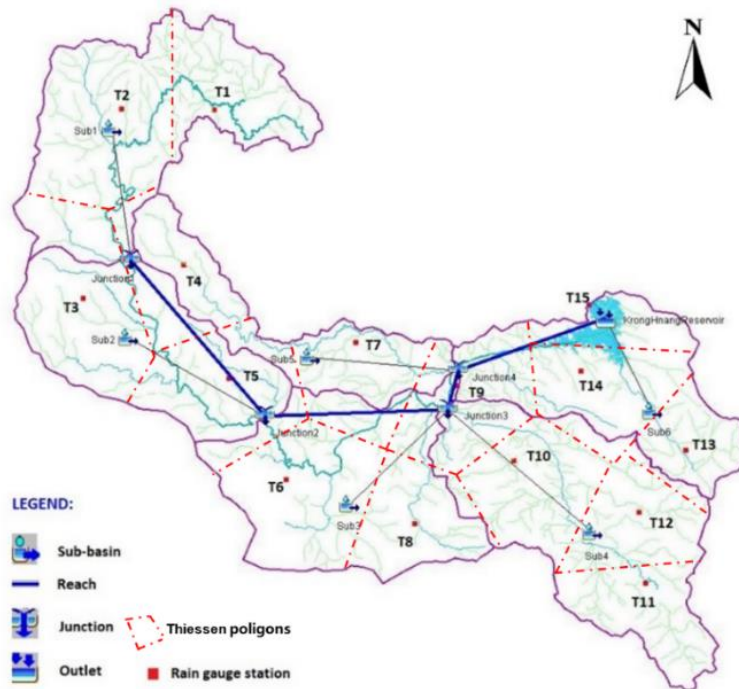 N
T2
T1
Sub1
Junction1
T4
T3
Sub2
T15
KrongHnangReservoir
T7
Sub5
T5
Junction4
T14
T9
Junction2
Junction3
Sub6
T13
T10
T6
Sub3
T8
T12
Sub4
T11
LEGEND:
Sub-basin
Reach
Junction
Thiessen poligons
Outlet
Rain gauge station